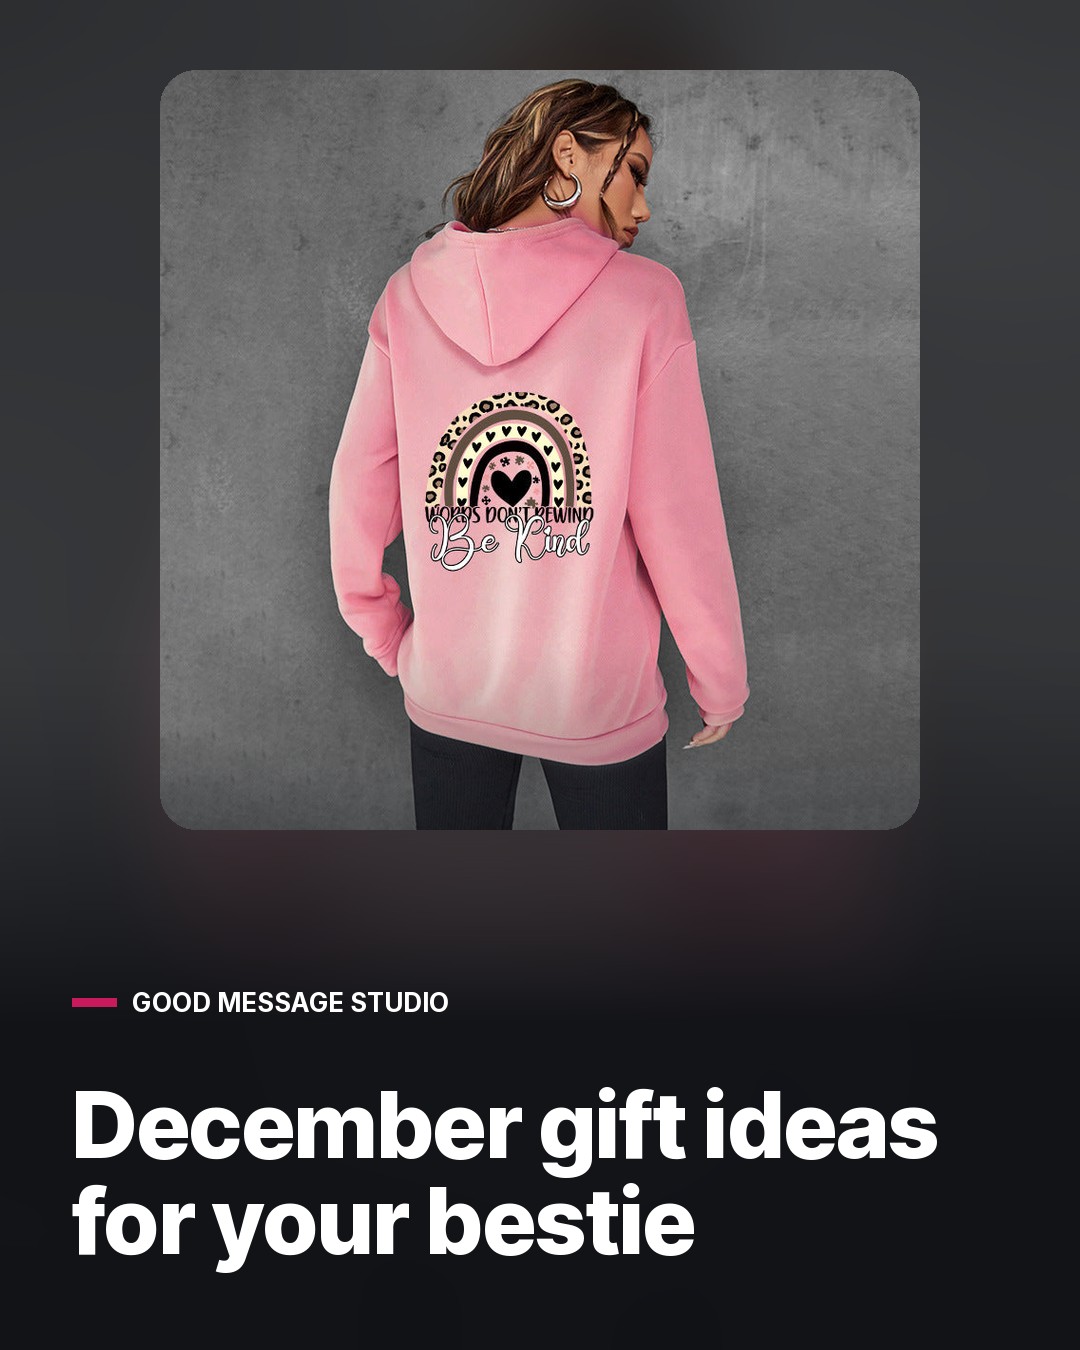 WORDS DON'T REWIND
Be Kind
GOOD MESSAGE STUDIO
December gift ideas
for your bestie